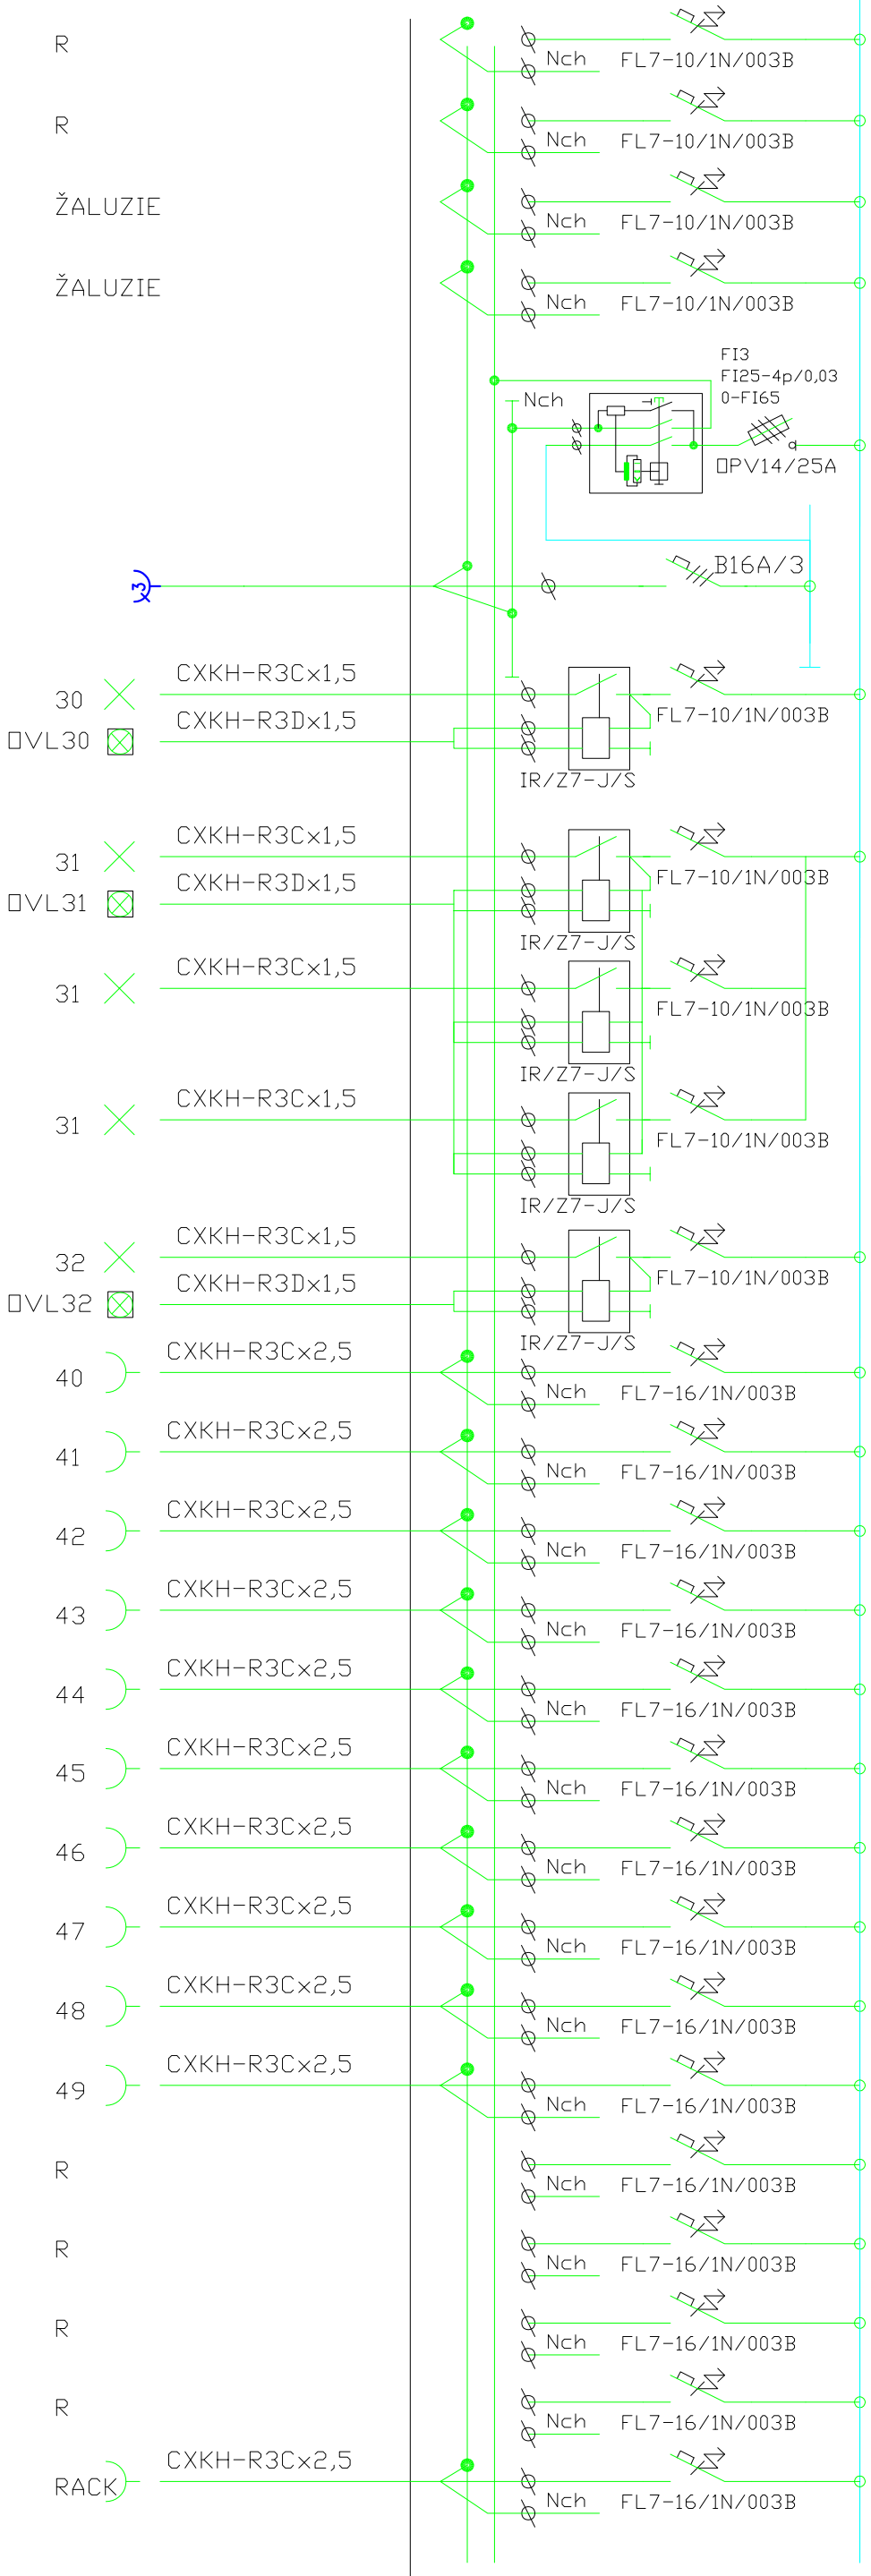 R
Nch FL7-10/1N/003B
R
Nch FL7-10/1N/003B
ŽALUZIE
Nch FL7-10/1N/003B
ŽALUZIE
Nch FL7-10/1N/003B
FI3
FI25-4p/0,03
0-FI65
Nch
OPV14/25A
B16A/3
3x
CXKH-R3Cx1,5
30
FL7-10/1N/003B
CXKH-R3Dx1,5
OVL30
IR/Z7-J/S
CXKH-R3Cx1,5
31
FL7-10/1N/003B
CXKH-R3Dx1,5
OVL31
IR/Z7-J/S
CXKH-R3Cx1,5
31
FL7-10/1N/003B
IR/Z7-J/S
CXKH-R3Cx1,5
31
FL7-10/1N/003B
IR/Z7-J/S
CXKH-R3Cx1,5
32
FL7-10/1N/003B
CXKH-R3Dx1,5
OVL32
IR/Z7-J/S
CXKH-R3Cx2,5
40
Nch FL7-16/1N/003B
CXKH-R3Cx2,5
41
Nch FL7-16/1N/003B
CXKH-R3Cx2,5
42
Nch FL7-16/1N/003B
CXKH-R3Cx2,5
43
Nch FL7-16/1N/003B
CXKH-R3Cx2,5
44
Nch FL7-16/1N/003B
CXKH-R3Cx2,5
45
Nch FL7-16/1N/003B
CXKH-R3Cx2,5
46
Nch FL7-16/1N/003B
CXKH-R3Cx2,5
47
Nch FL7-16/1N/003B
CXKH-R3Cx2,5
48
Nch FL7-16/1N/003B
CXKH-R3Cx2,5
49
Nch FL7-16/1N/003B
R
Nch FL7-16/1N/003B
R
Nch FL7-16/1N/003B
R
Nch FL7-16/1N/003B
R
Nch FL7-16/1N/003B
CXKH-R3Cx2,5
RACK
Nch FL7-16/1N/003B